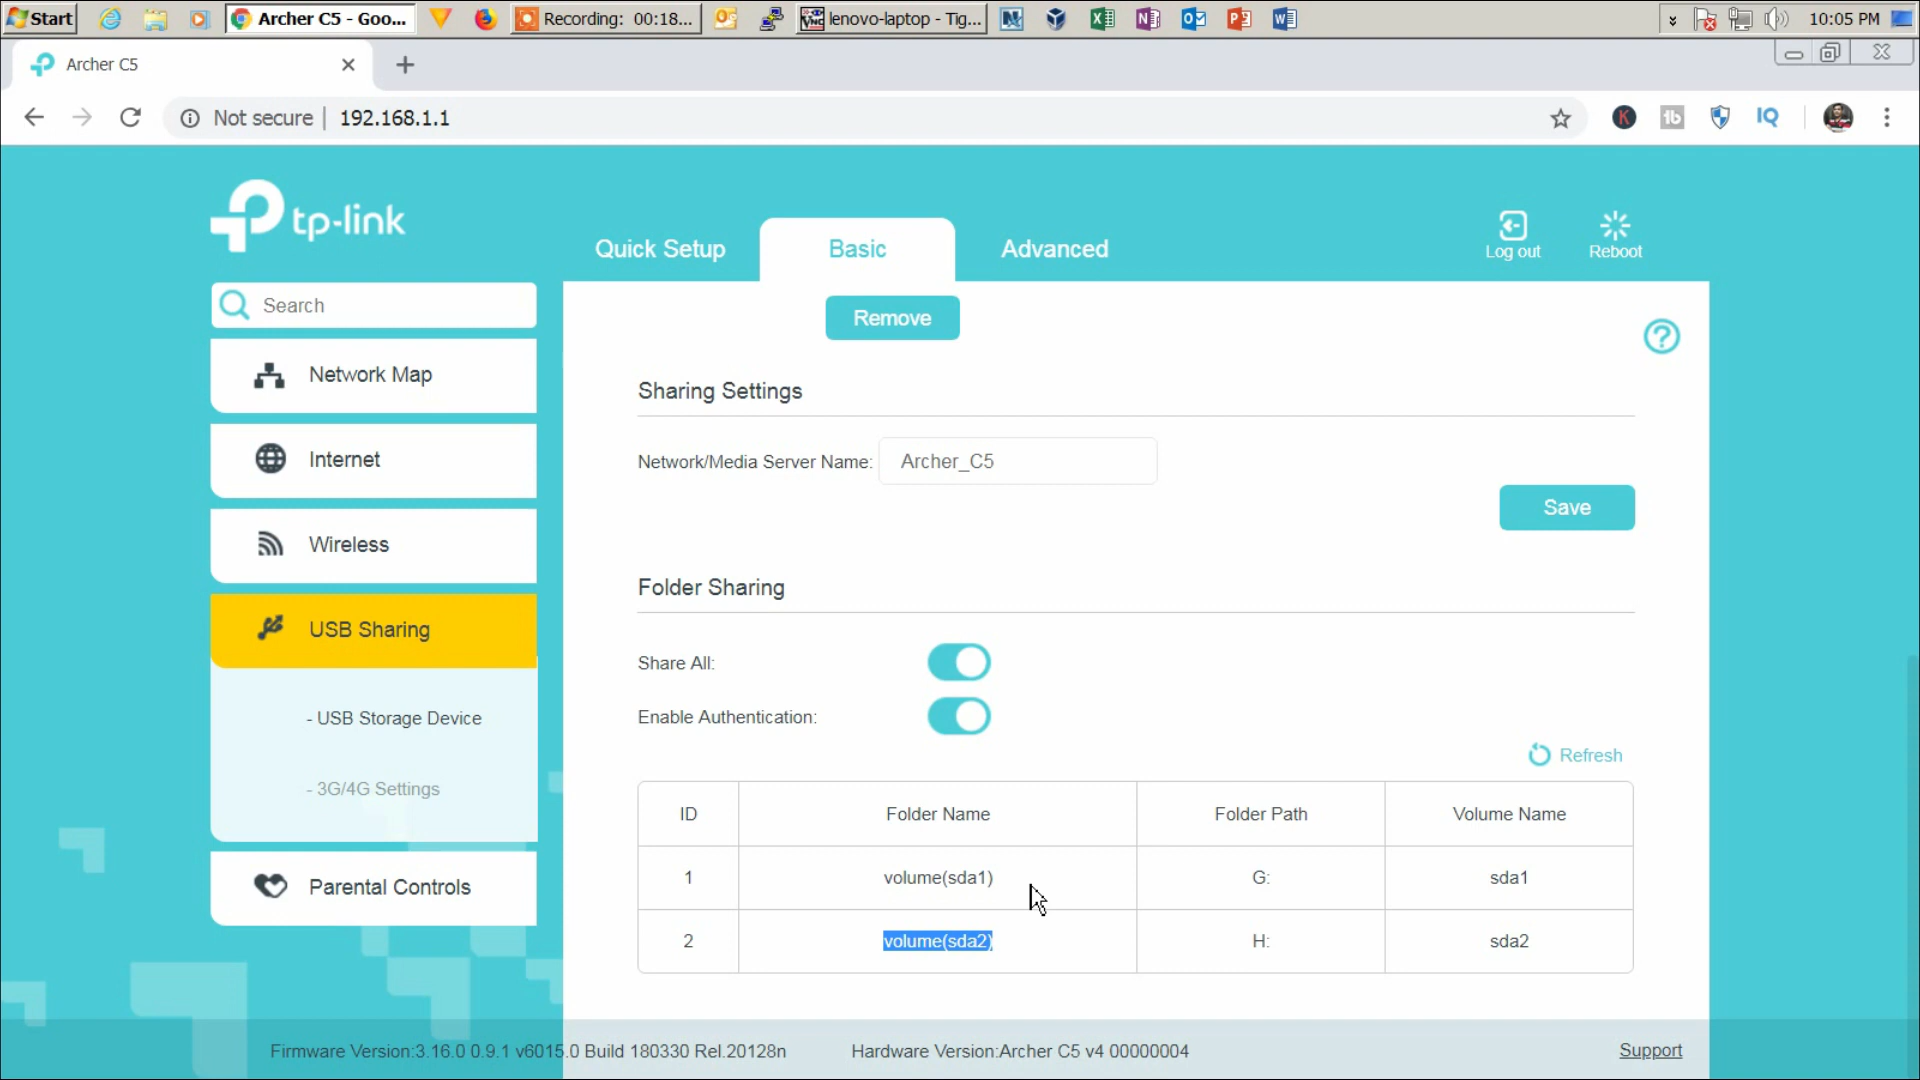 Start
Archer C5 - Goo...
Recording: 00:18...
lenovo-laptop - Tig...
10:05 PM
Archer C5
Not secure
192.168.1.1
IQ
tp-link
Quick Setup
Basic
Advanced
Log out
Reboot
Search
Remove
Network Map
Sharing Settings
Internet
Network/Media Server Name:
Archer_C5
Save
Wireless
Folder Sharing
USB Sharing
Share All:
- USB Storage Device
Enable Authentication:
Refresh
- 3G/4G Settings
ID Folder Name Folder Path Volume Name
1 volume(sda1) G: sda1
Parental Controls
2 volume(sda2) H: sda2
Firmware Version:3.16.0 0.9.1 v6015.0 Build 180330 Rel.20128n
Hardware Version:Archer C5 v4 00000004
Support